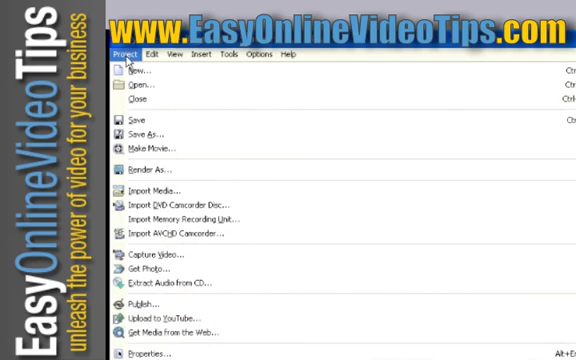 www.EasyOnlineVideoTips.com
EasyOnlineVideoTips
unleash the power of video for your business
Project Edit View Insert Tools Options Help
New...
Open...
Close
Save
Save As...
Make Movie...
Render As...
Import Media...
Import DVD Camcorder Disc...
Import Memory Recording Unit...
Import AVCHD Camcorder...
Capture Video...
Get Photo...
Extract Audio from CD...
Publish...
Upload to YouTube...
Get Media from the Web...
Properties...